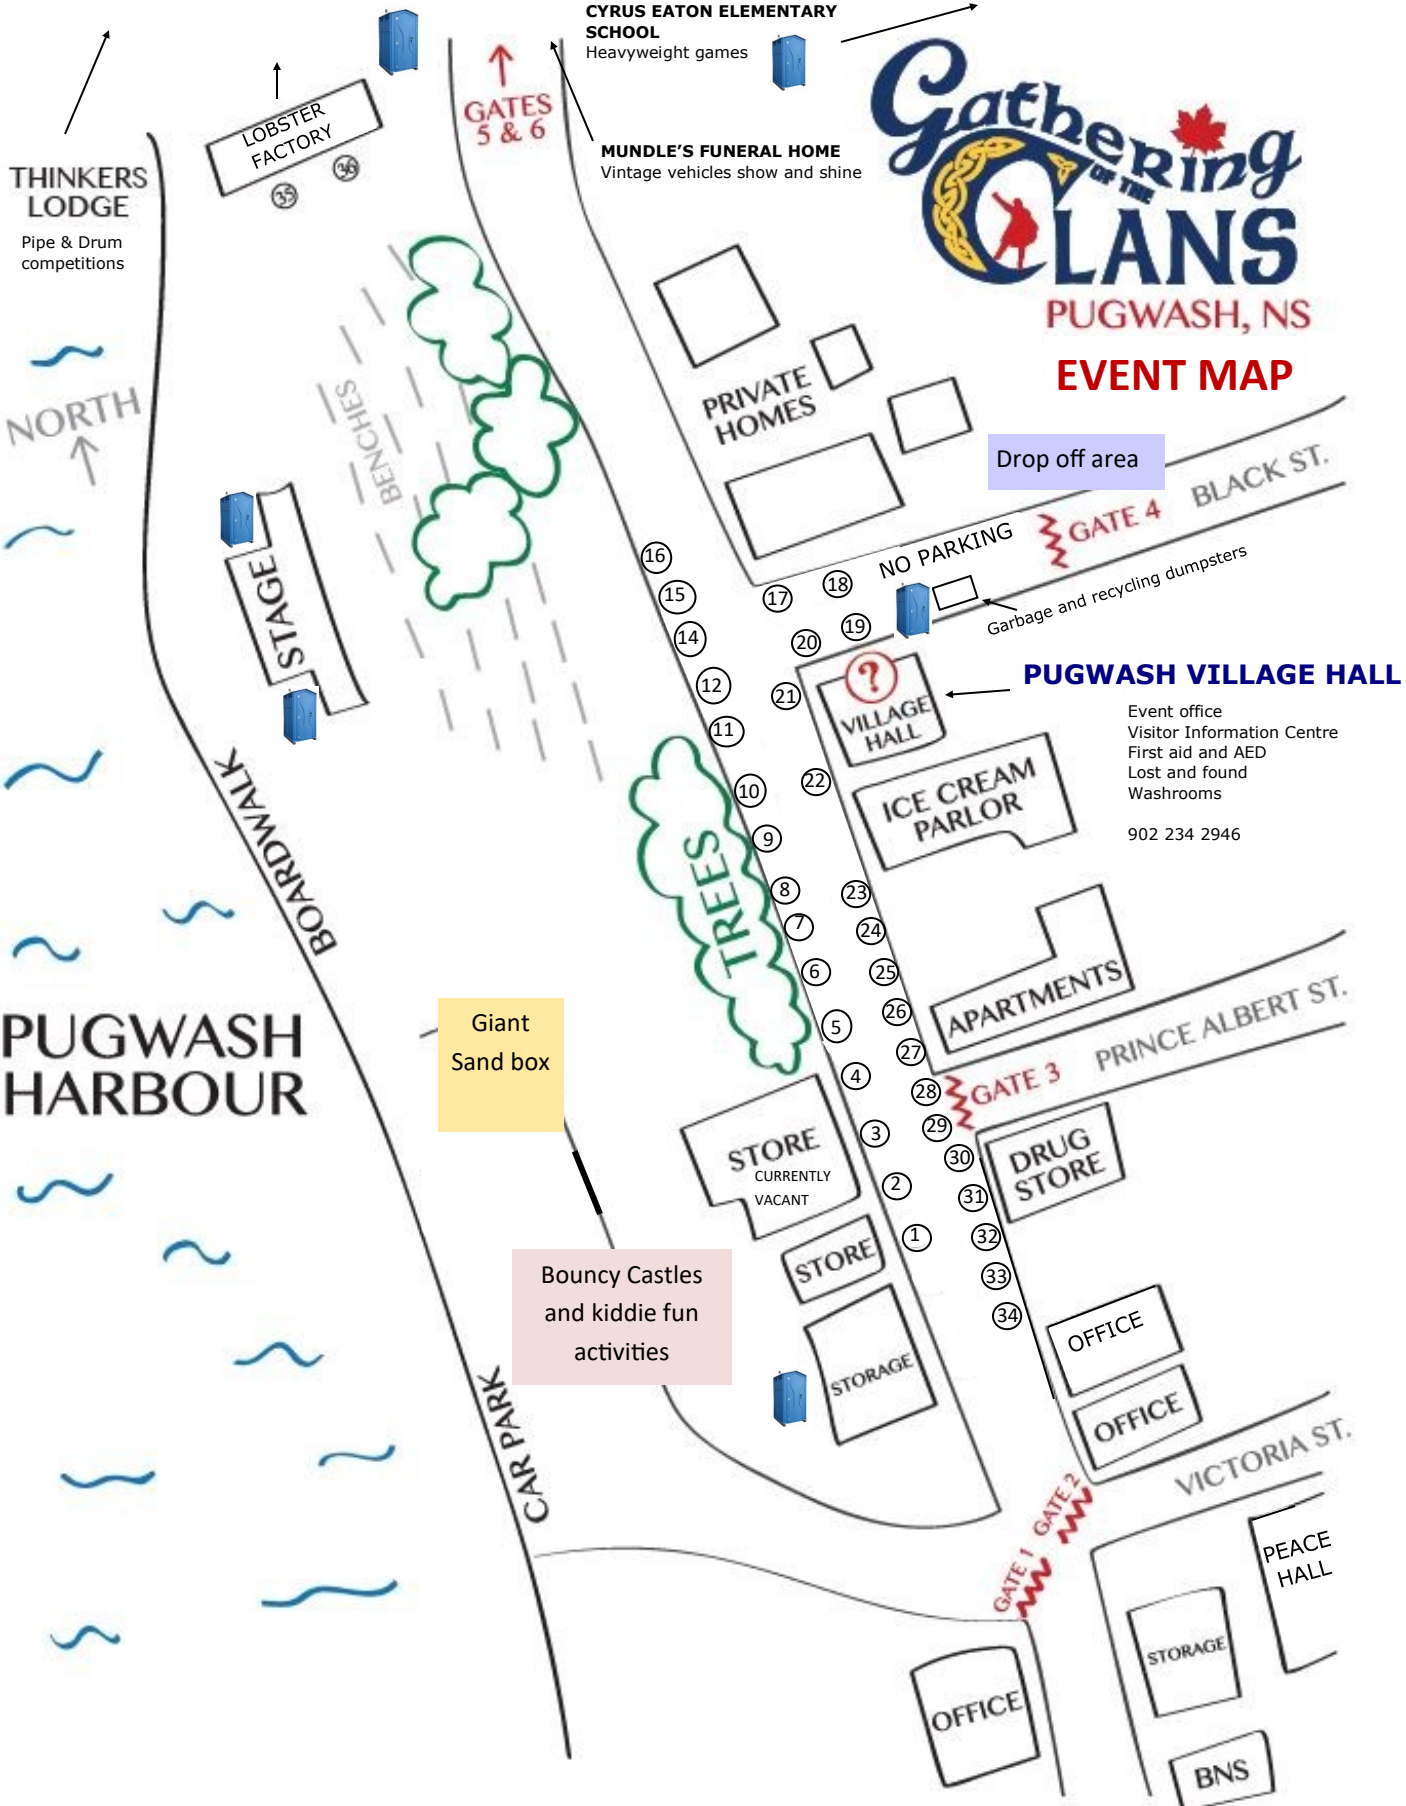 CYRUS EATON ELEMENTARY
SCHOOL
Heavyweight games
GATES
5 & 6
LOBSTER
FACTORY
35
36
MUNDLE'S FUNERAL HOME
Vintage vehicles show and shine
Gathering
OF THE
CLANS
PUGWASH, NS
EVENT MAP
THINKERS
LODGE
Pipe & Drum
competitions
NORTH
BENCHES
PRIVATE
HOMES
Drop off area
BLACK ST.
GATE 4
NO PARKING
Garbage and recycling dumpsters
STAGE
16
15
14
12
11
10
9
8
7
6
5
4
3
2
1
17
18
19
20
21
22
23
24
25
26
27
28
29
30
31
32
33
34
?
VILLAGE
HALL
PUGWASH VILLAGE HALL
Event office
Visitor Information Centre
First aid and AED
Lost and found
Washrooms
902 234 2946
ICE CREAM
PARLOR
BOARDWALK
TREES
APARTMENTS
PRINCE ALBERT ST.
GATE 3
PUGWASH
HARBOUR
Giant
Sand box
STORE
CURRENTLY
VACANT
DRUG
STORE
STORE
Bouncy Castles
and kiddie fun
activities
STORAGE
OFFICE
OFFICE
CAR PARK
VICTORIA ST.
GATE 2
GATE 1
PEACE
HALL
STORAGE
OFFICE
BNS